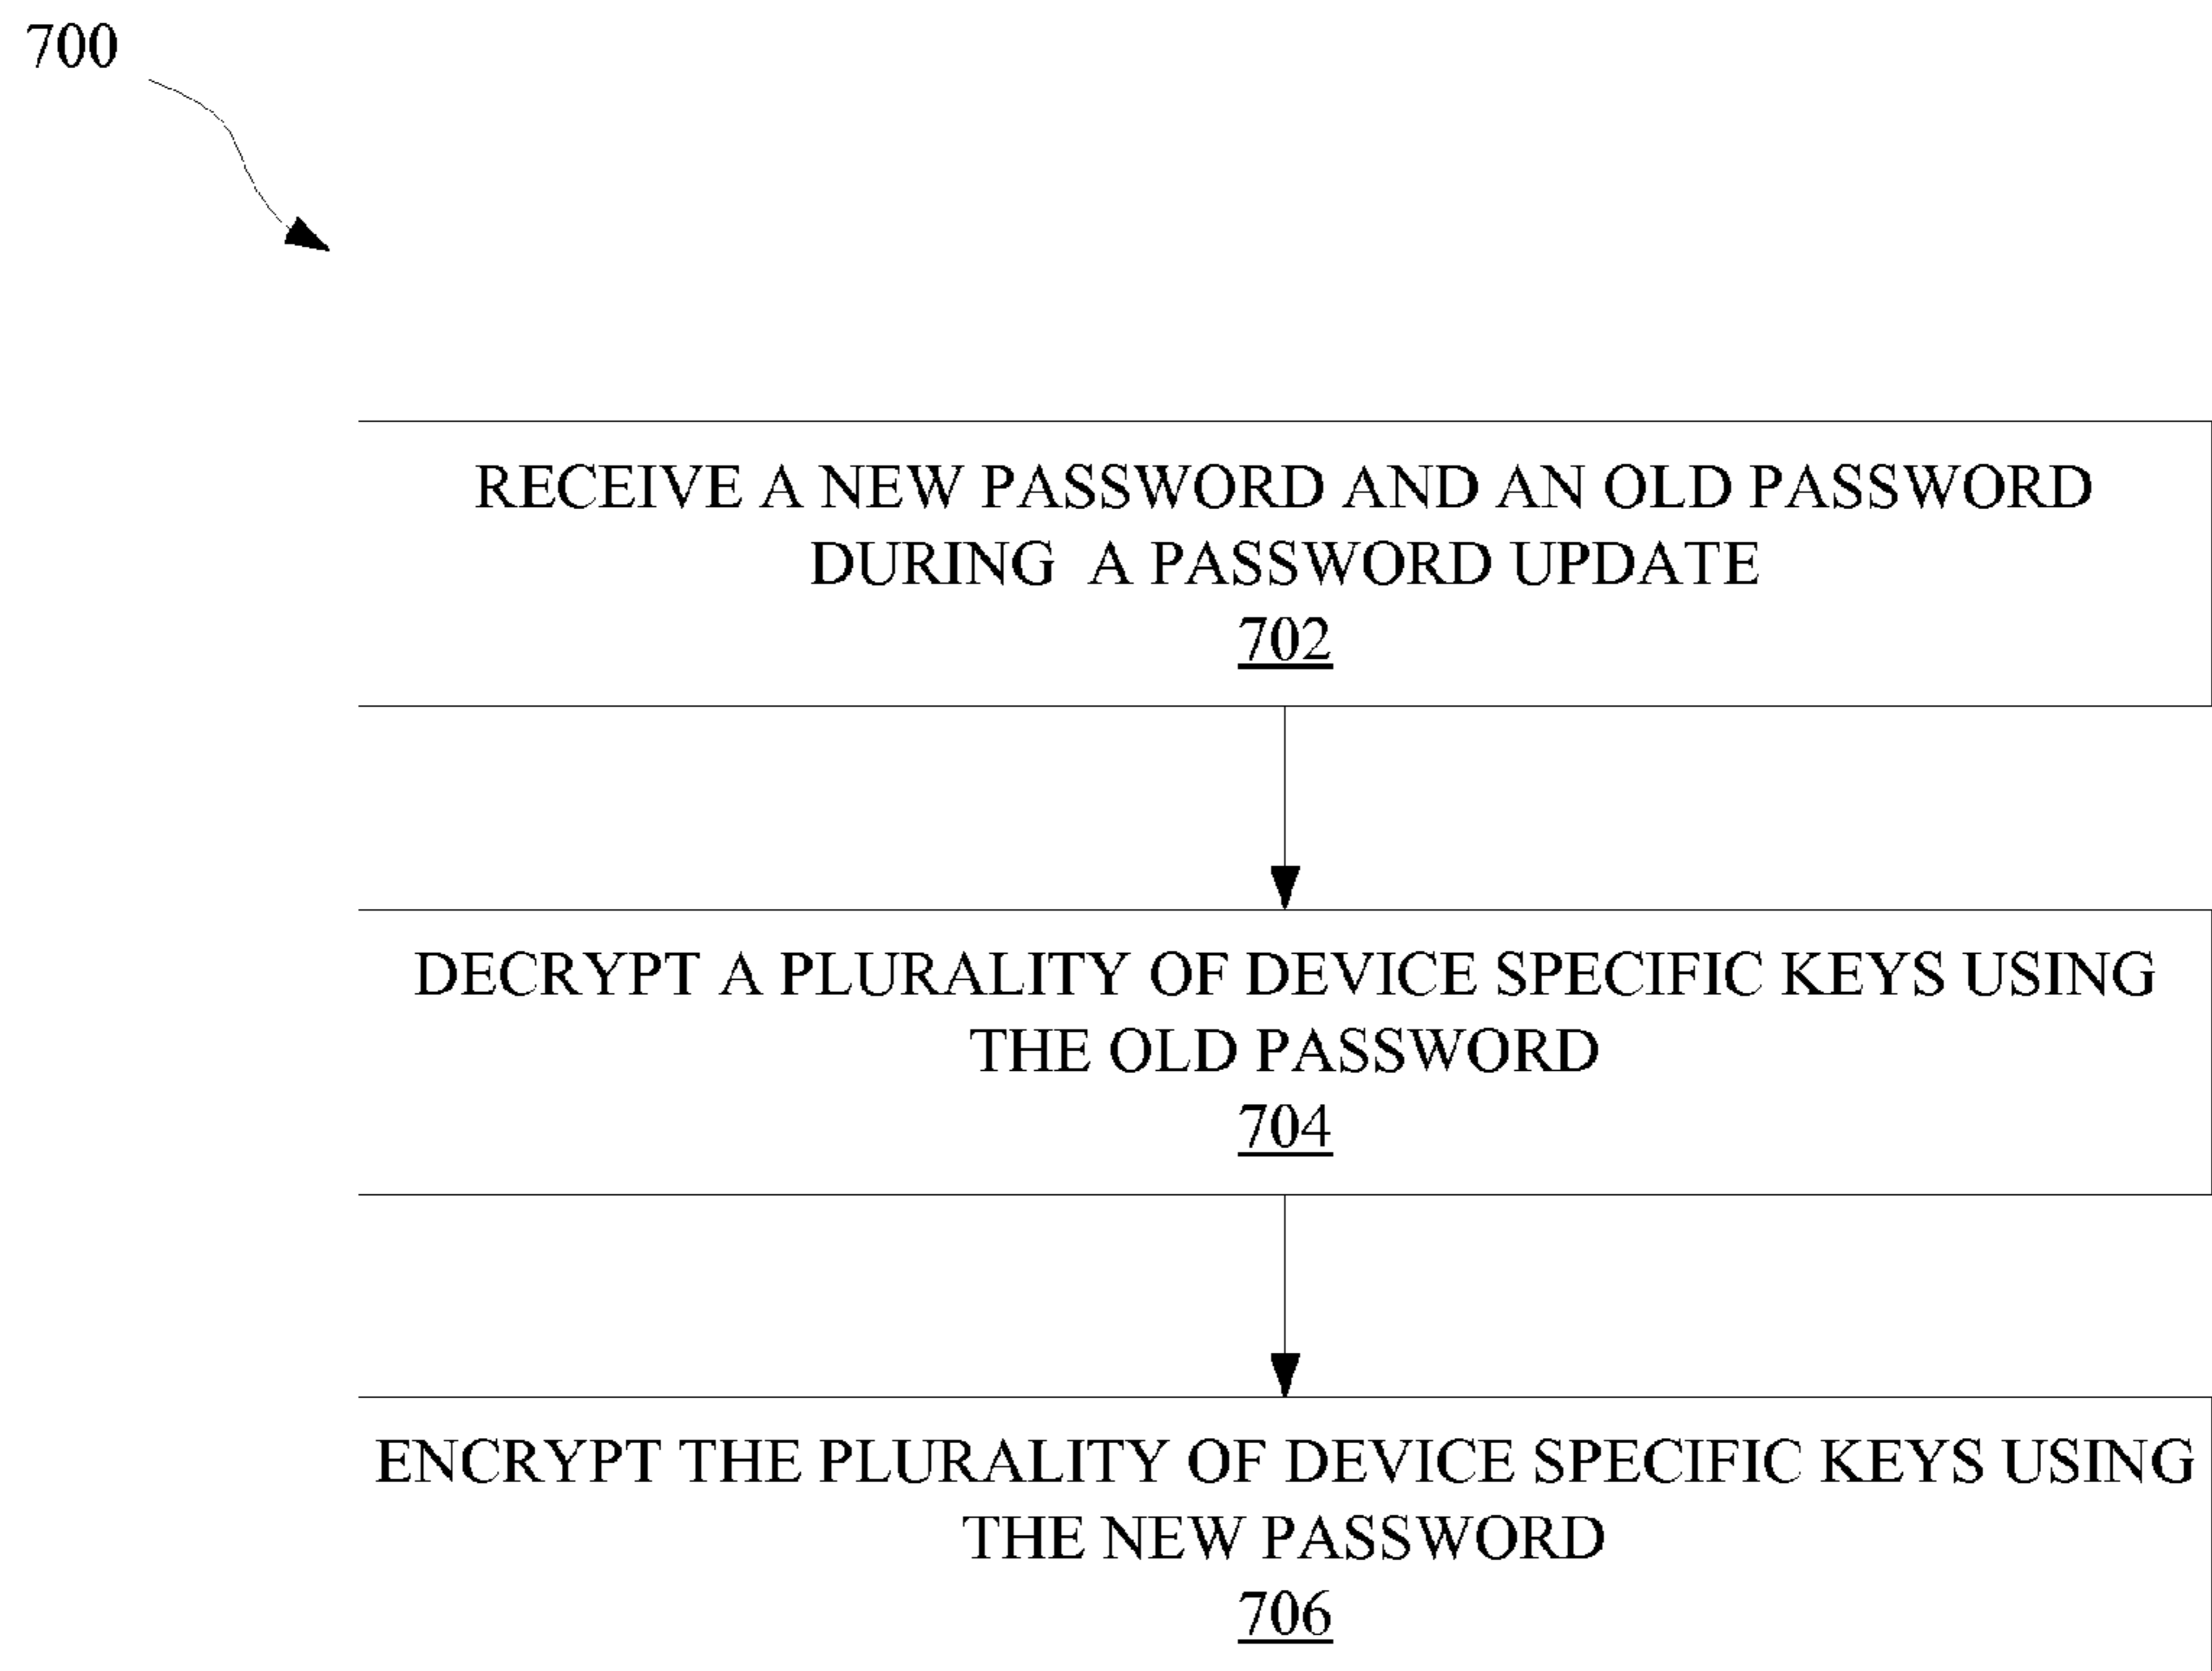 700
RECEIVE A NEW PASSWORD AND AN OLD PASSWORD
DURING A PASSWORD UPDATE
702
DECRYPT A PLURALITY OF DEVICE SPECIFIC KEYS USING
THE OLD PASSWORD
704
ENCRYPT THE PLURALITY OF DEVICE SPECIFIC KEYS USING
THE NEW PASSWORD
706